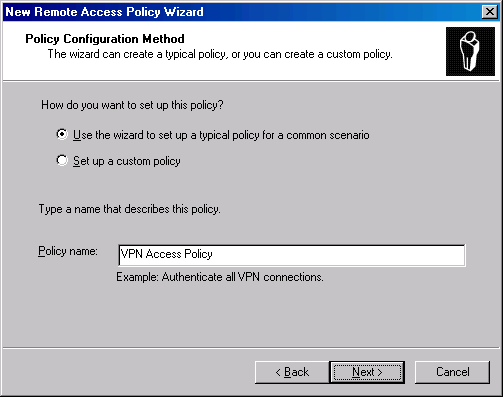 New Remote Access Policy Wizard
Policy Configuration Method
The wizard can create a typical policy, or you can create a custom policy.
How do you want to set up this policy?
Use the wizard to set up a typical policy for a common scenario
Set up a custom policy
Type a name that describes this policy.
Policy name: VPN Access Policy
Example: Authenticate all VPN connections.
< Back Next > Cancel